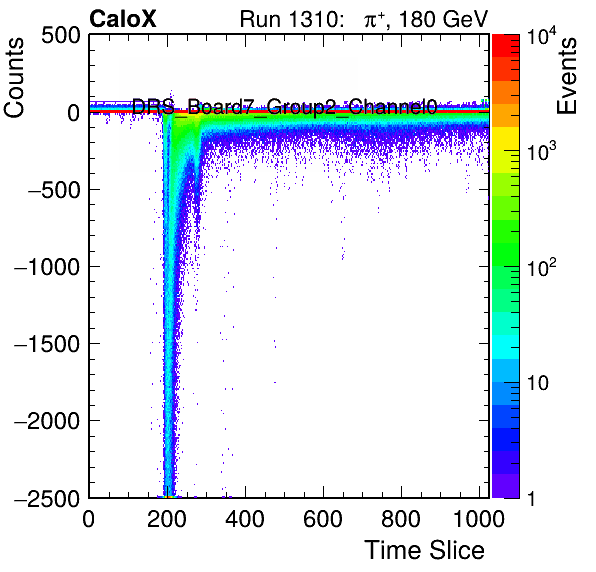 CaloX Run 1310: π⁺, 180 GeV
Counts
Events
DRS_Board7_Group2_Channel0
500
0
−500
−1000
−1500
−2000
−2500
0 200 400 600 800 1000
Time Slice
10⁴
10³
10²
10
1